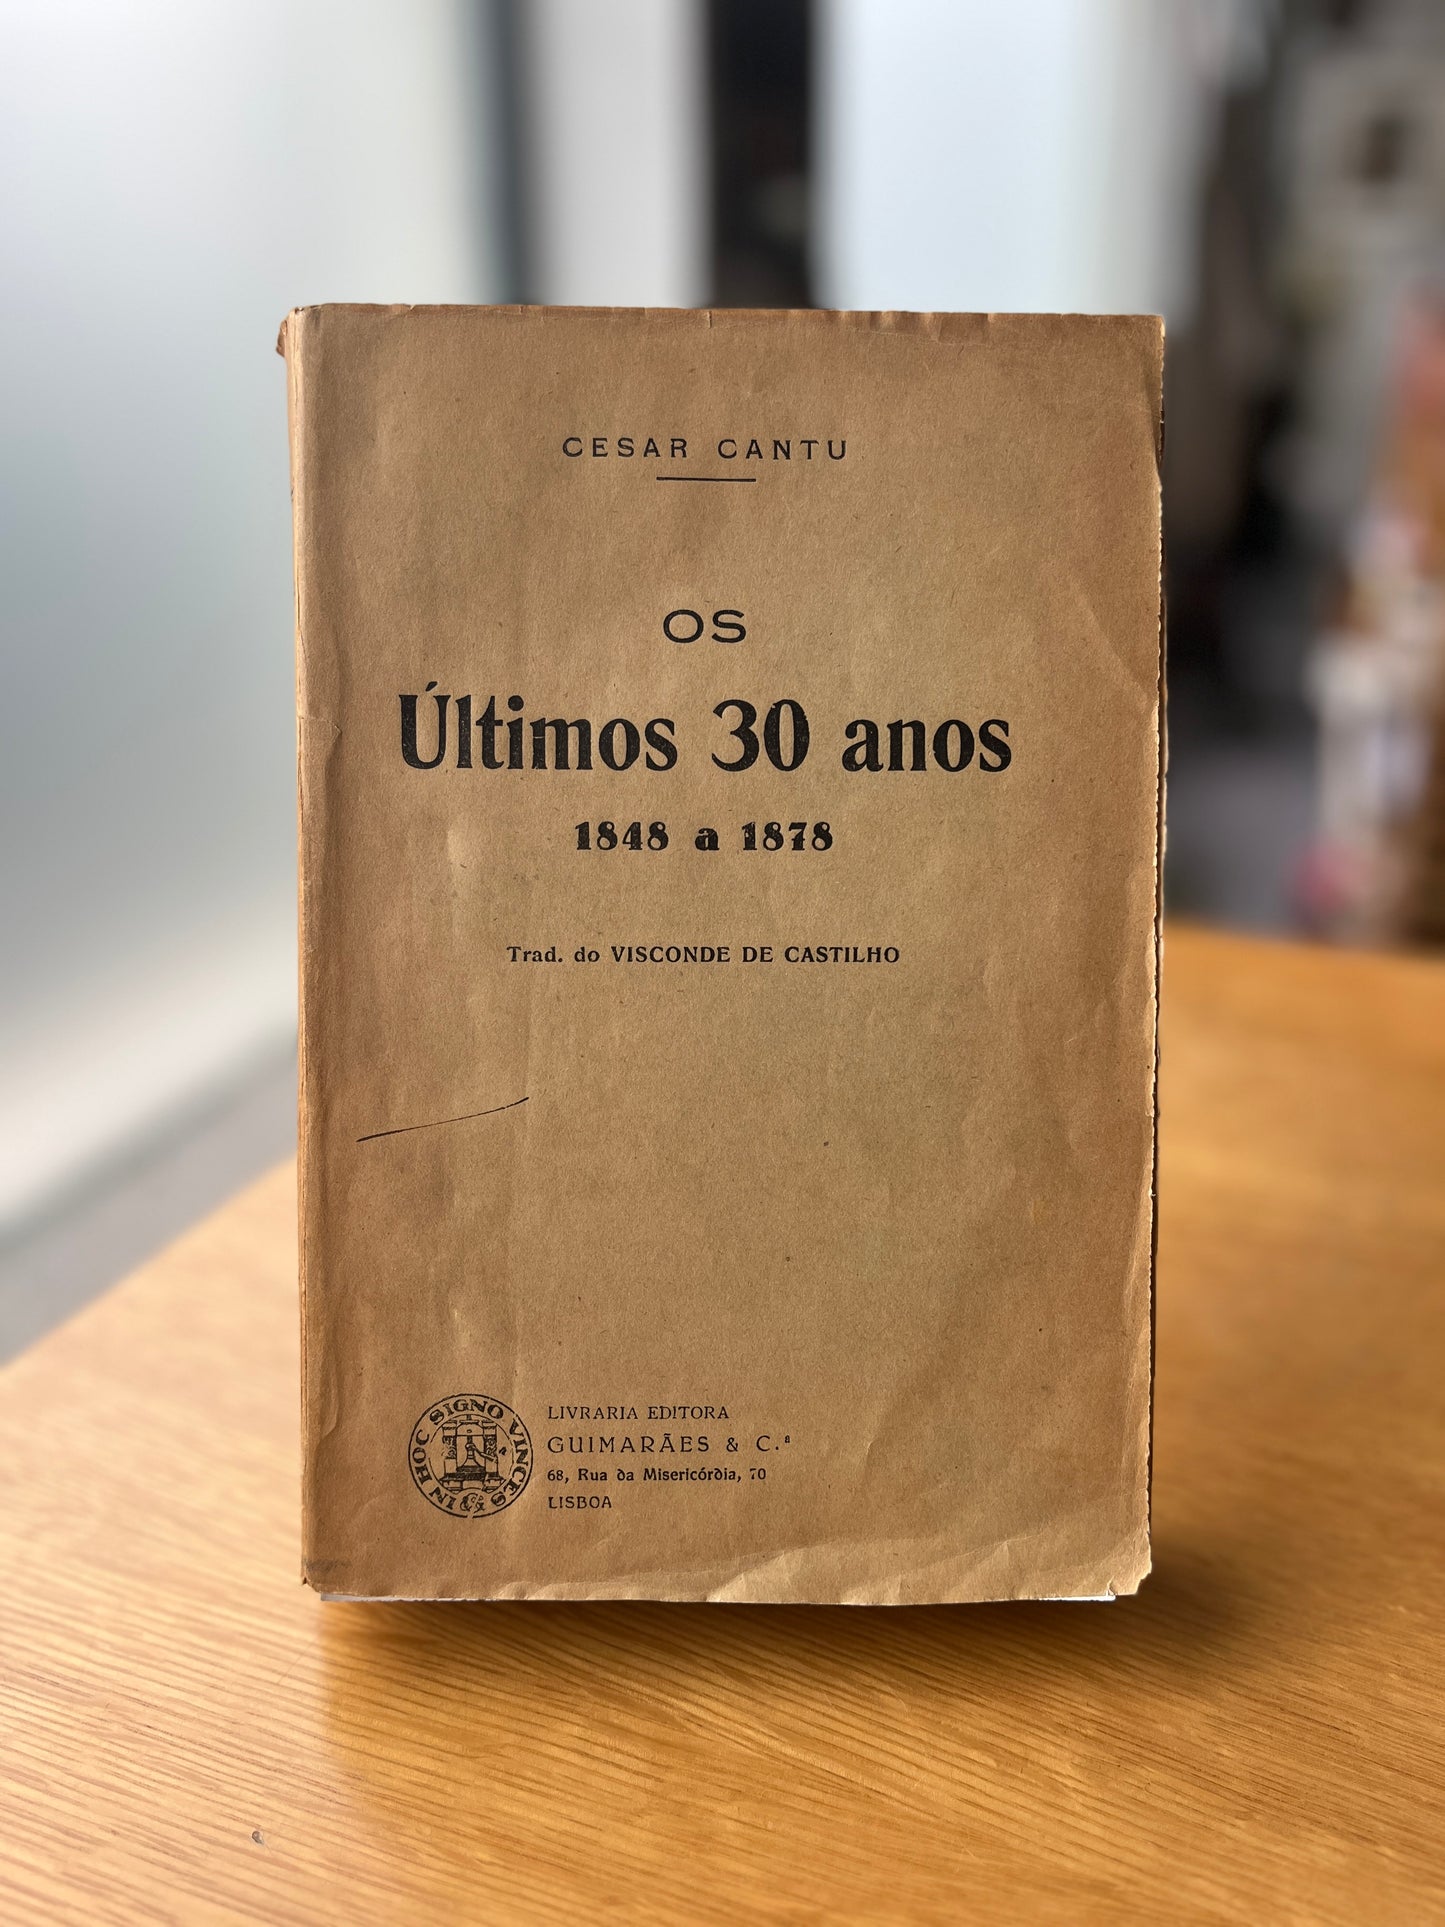 CESAR CANTU
OS
Últimos 30 anos
1848 a 1878
Trad. do VISCONDE DE CASTILHO
IN HOC SIGNO VINCES
LIVRARIA EDITORA
GUIMARÃES & C.ª
68, Rua da Misericórdia, 70
LISBOA